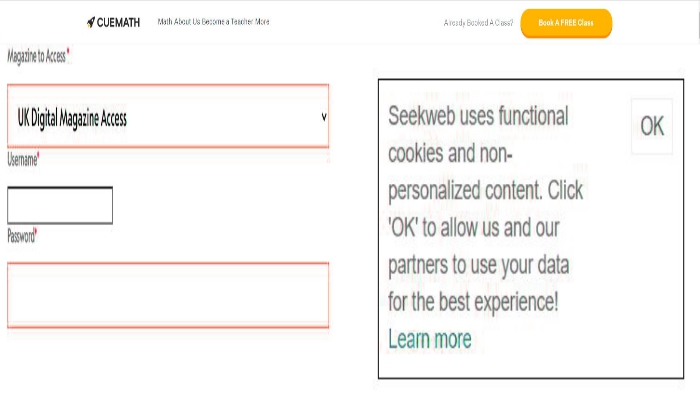 CUEMATH
Math About Us Become a Teacher More
Already Booked A Class?
Book A FREE Class
Magazine to Access*
UK Digital Magazine Access
Username*
Password*
Seekweb uses functional
cookies and non-
personalized content. Click
'OK' to allow us and our
partners to use your data
for the best experience!
Learn more
OK